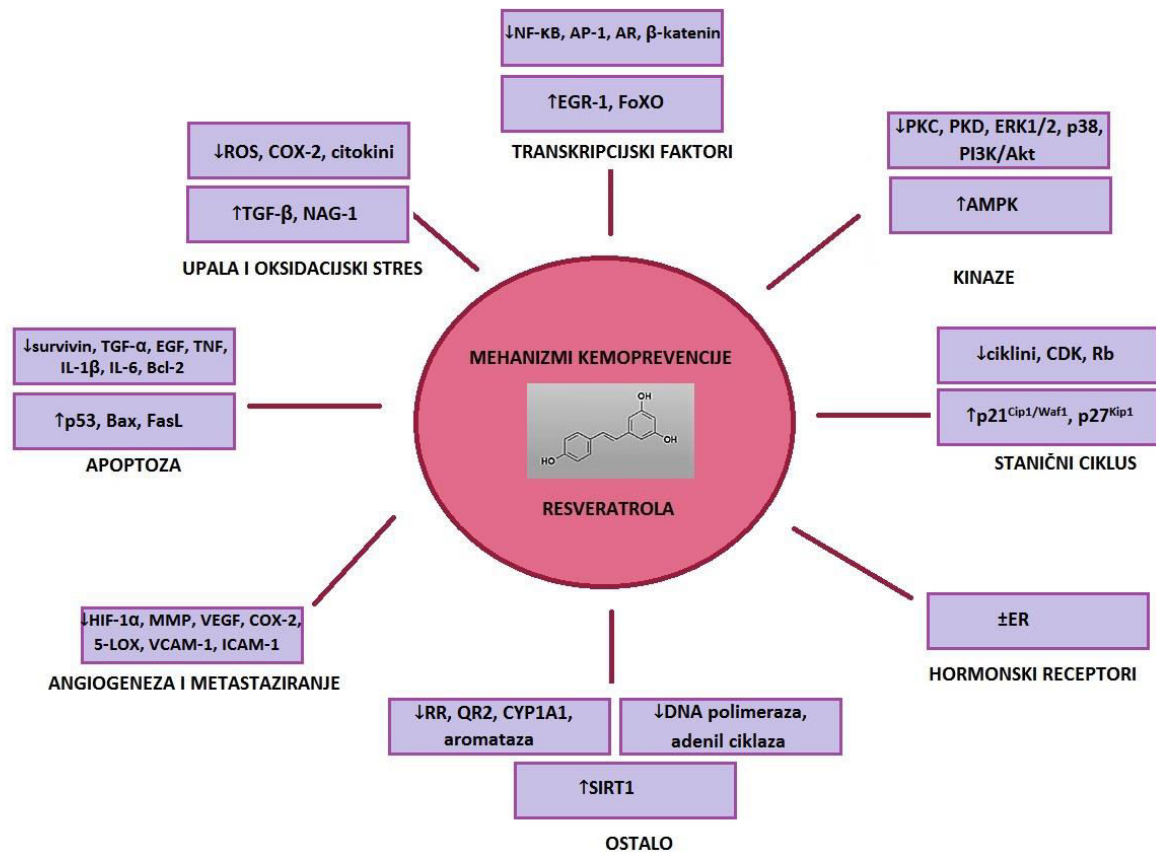 ↓NF-κB, AP-1, AR, β-katenin
↑EGR-1, FoXO
TRANSKRIPCIJSKI FAKTORI
↓ROS, COX-2, citokini
↑TGF-β, NAG-1
UPALA I OKSIDACIJSKI STRES
↓PKC, PKD, ERK1/2, p38,
PI3K/Akt
↑AMPK
KINAZE
↓survivin, TGF-α, EGF, TNF,
IL-1β, IL-6, Bcl-2
↑p53, Bax, FasL
APOPTOZA
MEHANIZMI KEMOPREVENCIJE
OH
OH
HO
RESVERATROLA
↓ciklini, CDK, Rb
↑p21Cip1/Waf1, p27Kip1
STANIČNI CIKLUS
↓HIF-1α, MMP, VEGF, COX-2,
5-LOX, VCAM-1, ICAM-1
ANGIOGENEZA I METASTAZIRANJE
±ER
HORMONSKI RECEPTORI
↓RR, QR2, CYP1A1,
aromataza
↓DNA polimeraza,
adenil ciklaza
↑SIRT1
OSTALO